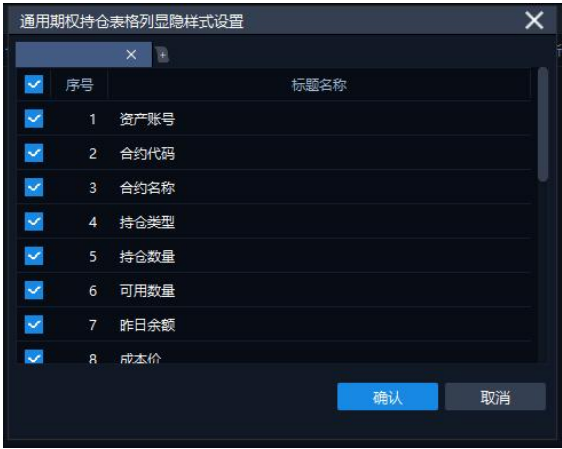 通用期权持仓表格列显隐样式设置
序号 标题名称
1 资产账号
2 合约代码
3 合约名称
4 持仓类型
5 持仓数量
6 可用数量
7 昨日余额
8 成本价
确认 取消